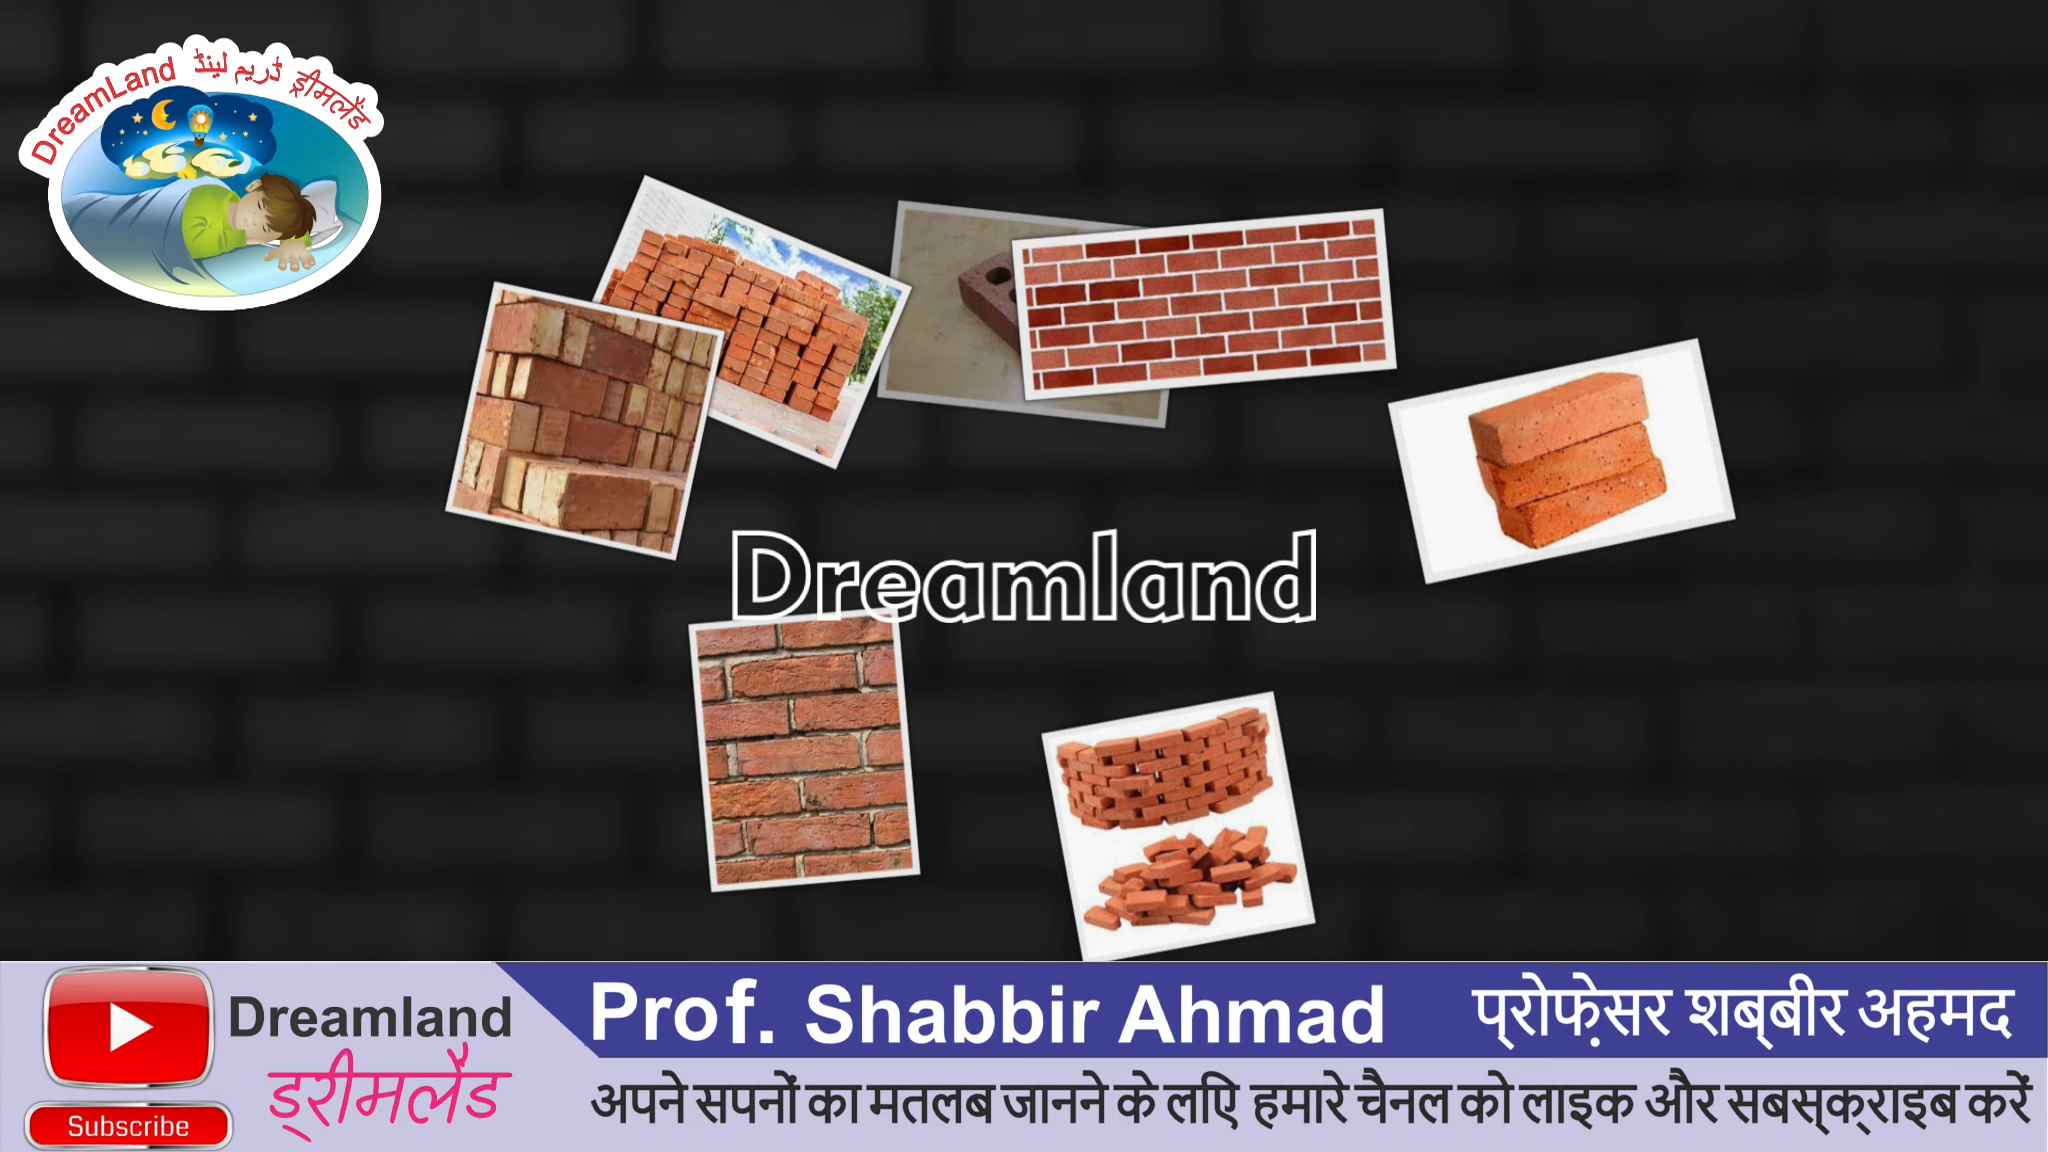 DreamLand ڈریم لینڈ ड्रीमलैंड
Dreamland
Dreamland
ड्रीमलैंड
Subscribe
Prof. Shabbir Ahmad प्रोफ़ेसर शब्बीर अहमद
अपने सपनों का मतलब जानने के लिए हमारे चैनल को लाइक और सबस्क्राइब करें